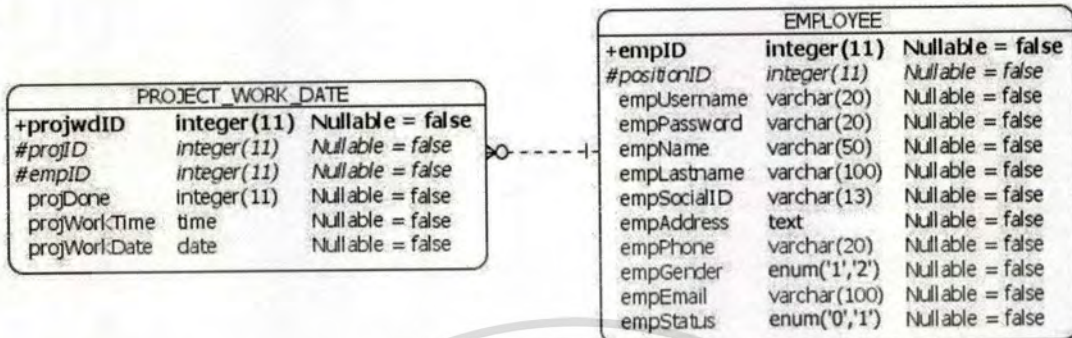 PROJECT_WORK_DATE
+projwdID integer(11) Nullable = false
#projID integer(11) Nullable = false
#empID integer(11) Nullable = false
projDone integer(11) Nullable = false
projWorkTime time Nullable = false
projWorkDate date Nullable = false
EMPLOYEE
+empID integer(11) Nullable = false
#positionID integer(11) Nullable = false
empUsername varchar(20) Nullable = false
empPassword varchar(20) Nullable = false
empName varchar(50) Nullable = false
empLastname varchar(100) Nullable = false
empSocialID varchar(13) Nullable = false
empAddress text Nullable = false
empPhone varchar(20) Nullable = false
empGender enum('1','2') Nullable = false
empEmail varchar(100) Nullable = false
empStatus enum('0','1') Nullable = false